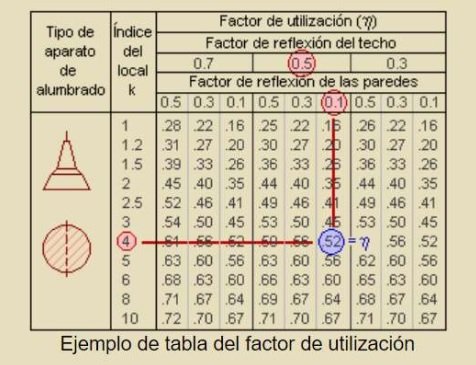 Tipo de
aparato
de
alumbrado
Índice
del
local
k
Factor de utilización (η)
Factor de reflexión del techo
0.7 0.5 0.3
Factor de reflexión de las paredes
0.5 0.3 0.1 0.5 0.3 0.1 0.5 0.3 0.1
1 .28 .22 .16 .25 .22 .16 .26 .22 .16
1.2 .31 .27 .20 .30 .27 .20 .30 .27 .20
1.5 .39 .33 .26 .36 .33 .26 .36 .33 .26
2 .45 .40 .35 .44 .40 .35 .44 .40 .35
2.5 .52 .46 .41 .49 .46 .41 .49 .46 .41
3 .54 .50 .45 .53 .50 .45 .53 .50 .45
4 .61 .56 .52 .56 .52 = η .56 .52
5 .63 .60 .56 .63 .60 .56 .62 .60 .56
6 .68 .63 .60 .66 .63 .60 .65 .63 .60
8 .71 .67 .64 .69 .67 .64 .68 .67 .64
10 .72 .70 .67 .71 .70 .67 .71 .70 .67
Ejemplo de tabla del factor de utilización